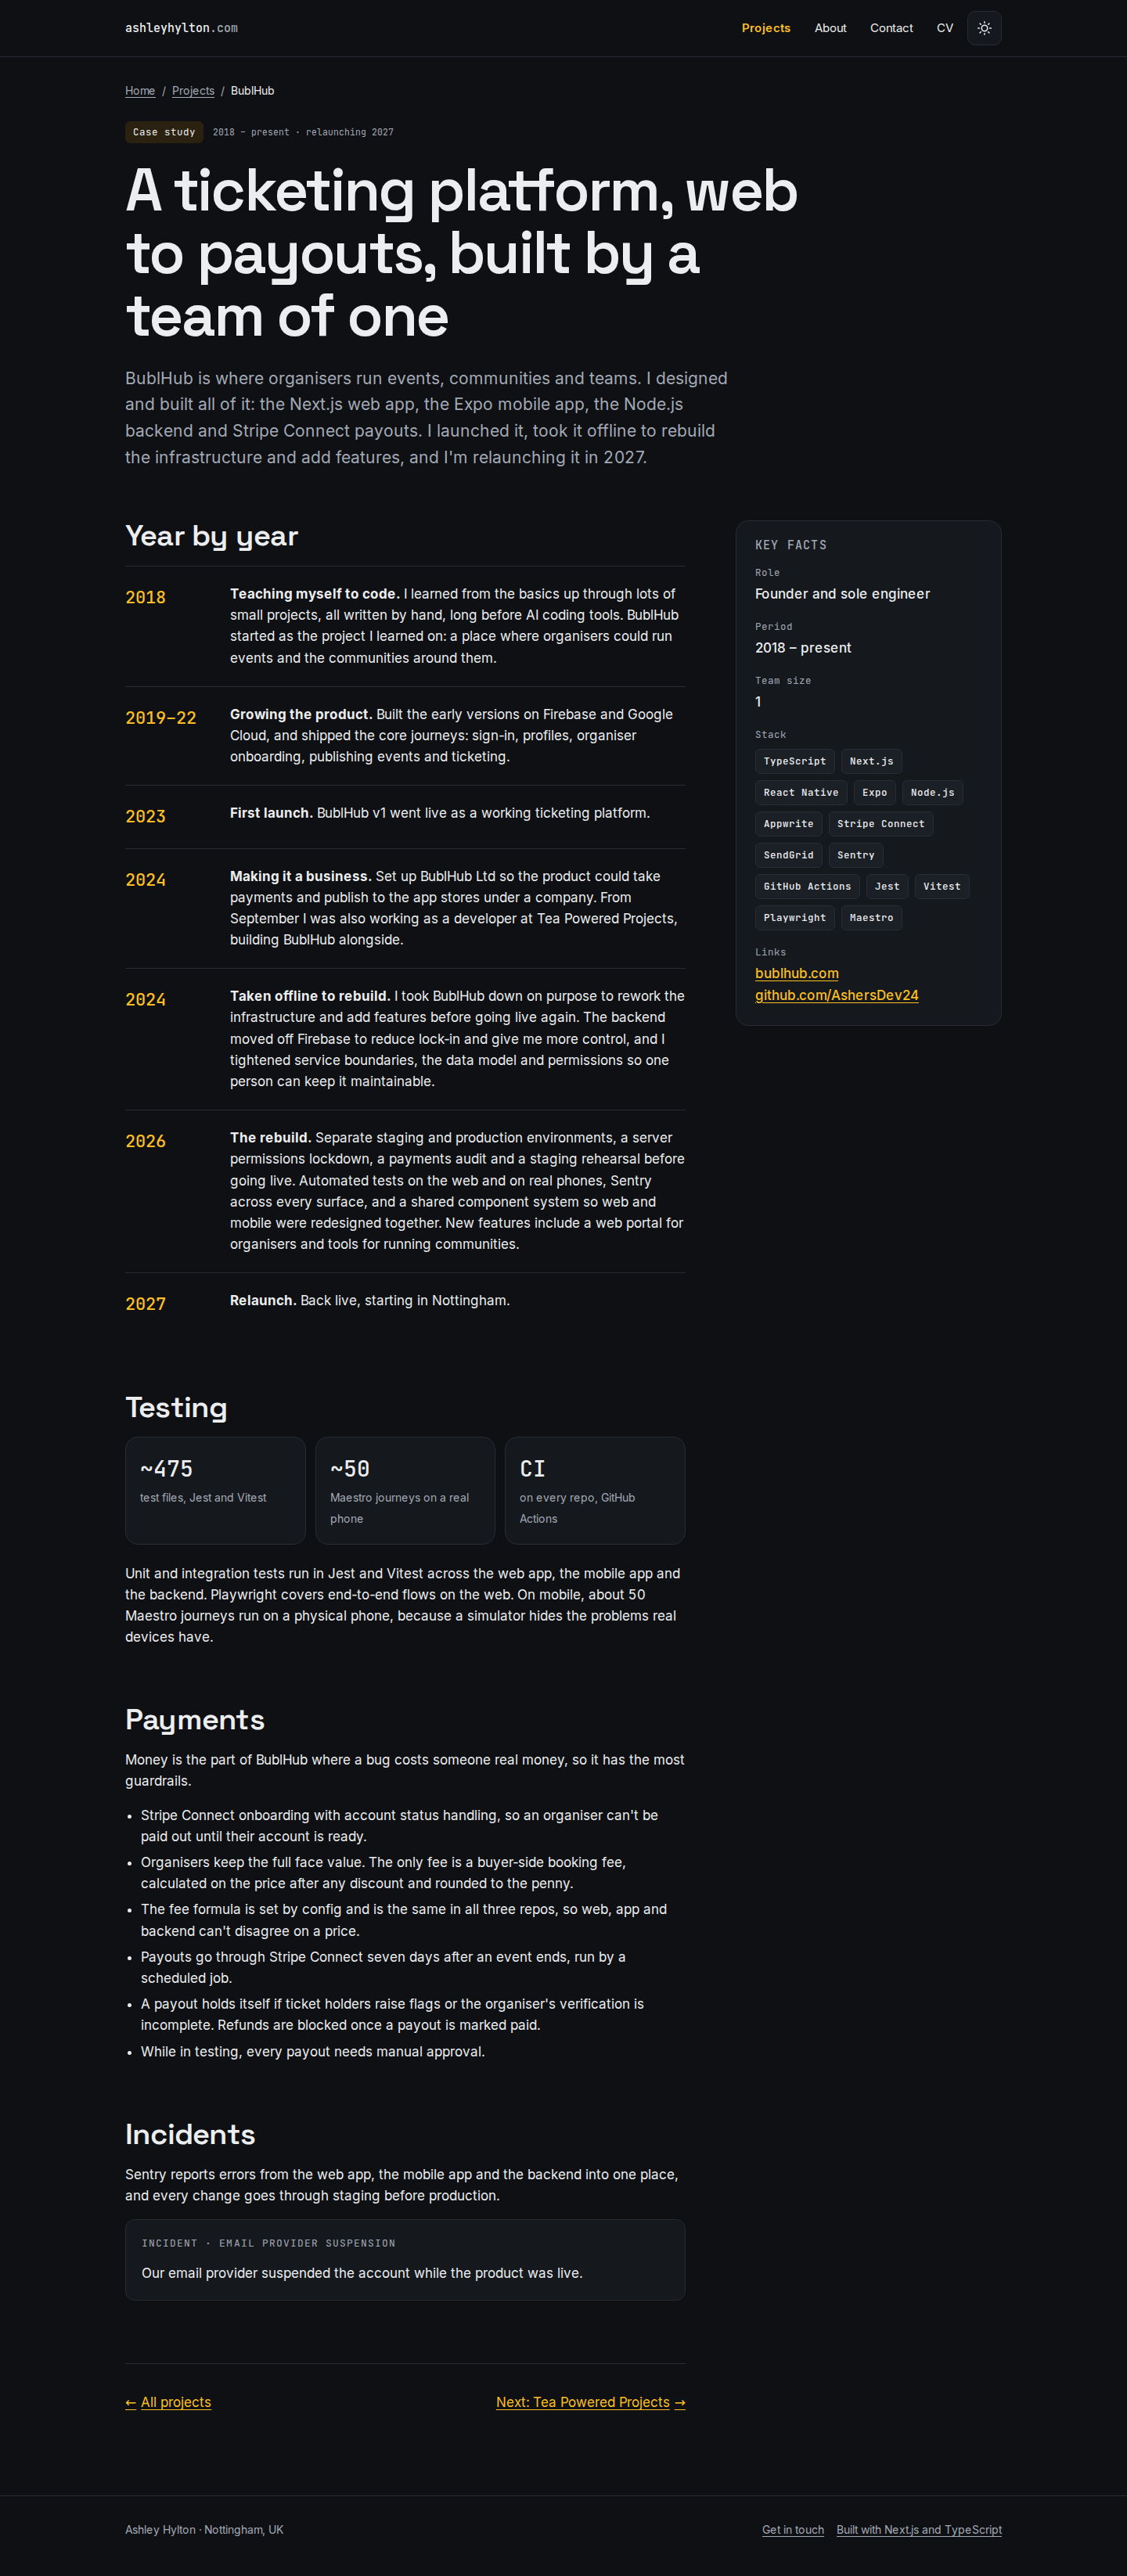 ashleyhylton.com
Projects About Contact CV
Home / Projects / BublHub
Case study 2018 – present · relaunching 2027
A ticketing platform, web
to payouts, built by a
team of one
BublHub is where organisers run events, communities and teams. I designed
and built all of it: the Next.js web app, the Expo mobile app, the Node.js
backend and Stripe Connect payouts. I launched it, took it offline to rebuild
the infrastructure and add features, and I'm relaunching it in 2027.
Year by year
2018
Teaching myself to code. I learned from the basics up through lots of
small projects, all written by hand, long before AI coding tools. BublHub
started as the project I learned on: a place where organisers could run
events and the communities around them.
2019–22
Growing the product. Built the early versions on Firebase and Google
Cloud, and shipped the core journeys: sign-in, profiles, organiser
onboarding, publishing events and ticketing.
2023
First launch. BublHub v1 went live as a working ticketing platform.
2024
Making it a business. Set up BublHub Ltd so the product could take
payments and publish to the app stores under a company. From
September I was also working as a developer at Tea Powered Projects,
building BublHub alongside.
2024
Taken offline to rebuild. I took BublHub down on purpose to rework the
infrastructure and add features before going live again. The backend
moved off Firebase to reduce lock-in and give me more control, and I
tightened service boundaries, the data model and permissions so one
person can keep it maintainable.
2026
The rebuild. Separate staging and production environments, a server
permissions lockdown, a payments audit and a staging rehearsal before
going live. Automated tests on the web and on real phones, Sentry
across every surface, and a shared component system so web and
mobile were redesigned together. New features include a web portal for
organisers and tools for running communities.
2027
Relaunch. Back live, starting in Nottingham.
KEY FACTS
Role
Founder and sole engineer
Period
2018 – present
Team size
1
Stack
TypeScript Next.js
React Native Expo Node.js
Appwrite Stripe Connect
SendGrid Sentry
GitHub Actions Jest Vitest
Playwright Maestro
Links
bublhub.com
github.com/AshersDev24
Testing
~475
test files, Jest and Vitest
~50
Maestro journeys on a real
phone
CI
on every repo, GitHub
Actions
Unit and integration tests run in Jest and Vitest across the web app, the mobile app and
the backend. Playwright covers end-to-end flows on the web. On mobile, about 50
Maestro journeys run on a physical phone, because a simulator hides the problems real
devices have.
Payments
Money is the part of BublHub where a bug costs someone real money, so it has the most
guardrails.
• Stripe Connect onboarding with account status handling, so an organiser can't be
paid out until their account is ready.
• Organisers keep the full face value. The only fee is a buyer-side booking fee,
calculated on the price after any discount and rounded to the penny.
• The fee formula is set by config and is the same in all three repos, so web, app and
backend can't disagree on a price.
• Payouts go through Stripe Connect seven days after an event ends, run by a
scheduled job.
• A payout holds itself if ticket holders raise flags or the organiser's verification is
incomplete. Refunds are blocked once a payout is marked paid.
• While in testing, every payout needs manual approval.
Incidents
Sentry reports errors from the web app, the mobile app and the backend into one place,
and every change goes through staging before production.
INCIDENT · EMAIL PROVIDER SUSPENSION
Our email provider suspended the account while the product was live.
← All projects
Next: Tea Powered Projects →
Ashley Hylton · Nottingham, UK
Get in touch Built with Next.js and TypeScript